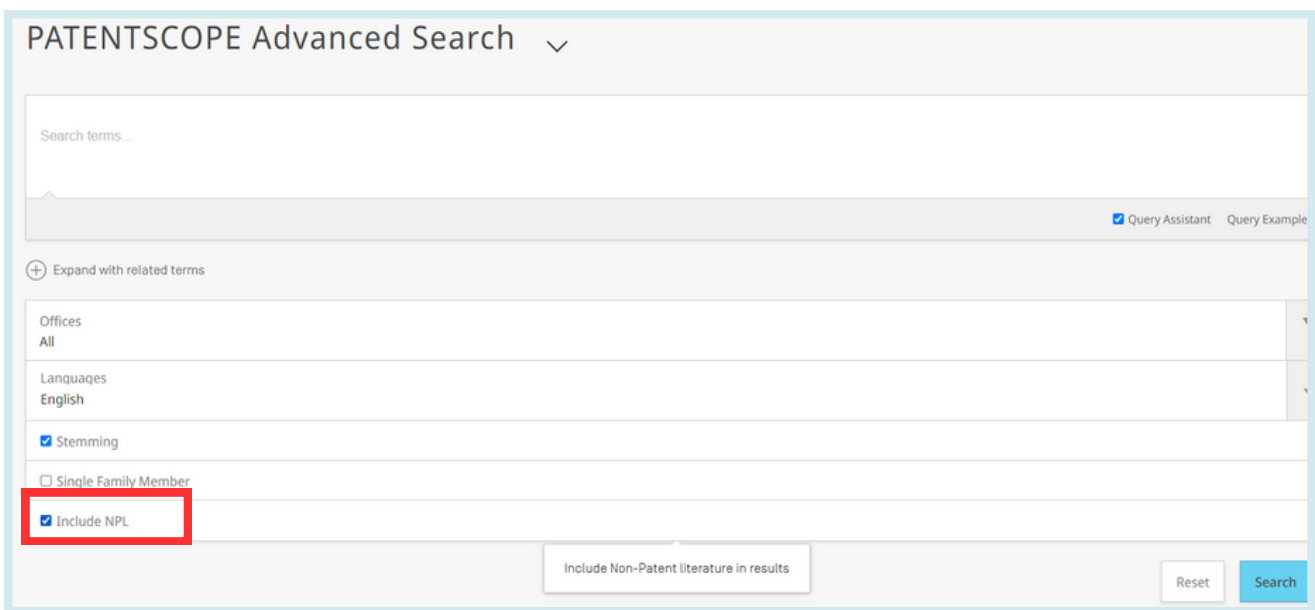 PATENTSCOPE Advanced Search
Search terms...
Query Assistant Query Example
Expand with related terms
Offices
All
Languages
English
Stemming
Single Family Member
Include NPL
Include Non-Patent literature in results
Reset Search